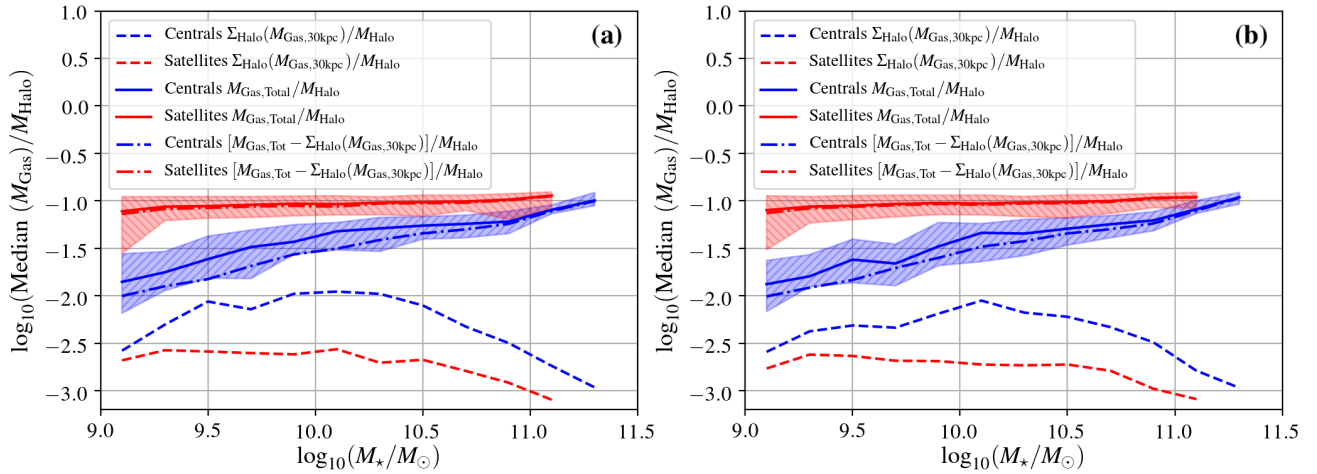 (a)
Centrals Σ_Halo(M_Gas,30kpc)/M_Halo
Satellites Σ_Halo(M_Gas,30kpc)/M_Halo
Centrals M_Gas,Total/M_Halo
Satellites M_Gas,Total/M_Halo
Centrals [M_Gas,Tot − Σ_Halo(M_Gas,30kpc)]/M_Halo
Satellites [M_Gas,Tot − Σ_Halo(M_Gas,30kpc)]/M_Halo
log₁₀(Median (M_Gas)/M_Halo)
1.0
0.5
0.0
−0.5
−1.0
−1.5
−2.0
−2.5
−3.0
9.0 9.5 10.0 10.5 11.0 11.5
log₁₀(M⋆/M⊙)
(b)
Centrals Σ_Halo(M_Gas,30kpc)/M_Halo
Satellites Σ_Halo(M_Gas,30kpc)/M_Halo
Centrals M_Gas,Total/M_Halo
Satellites M_Gas,Total/M_Halo
Centrals [M_Gas,Tot − Σ_Halo(M_Gas,30kpc)]/M_Halo
Satellites [M_Gas,Tot − Σ_Halo(M_Gas,30kpc)]/M_Halo
log₁₀(Median (M_Gas)/M_Halo)
1.0
0.5
0.0
−0.5
−1.0
−1.5
−2.0
−2.5
−3.0
9.0 9.5 10.0 10.5 11.0 11.5
log₁₀(M⋆/M⊙)